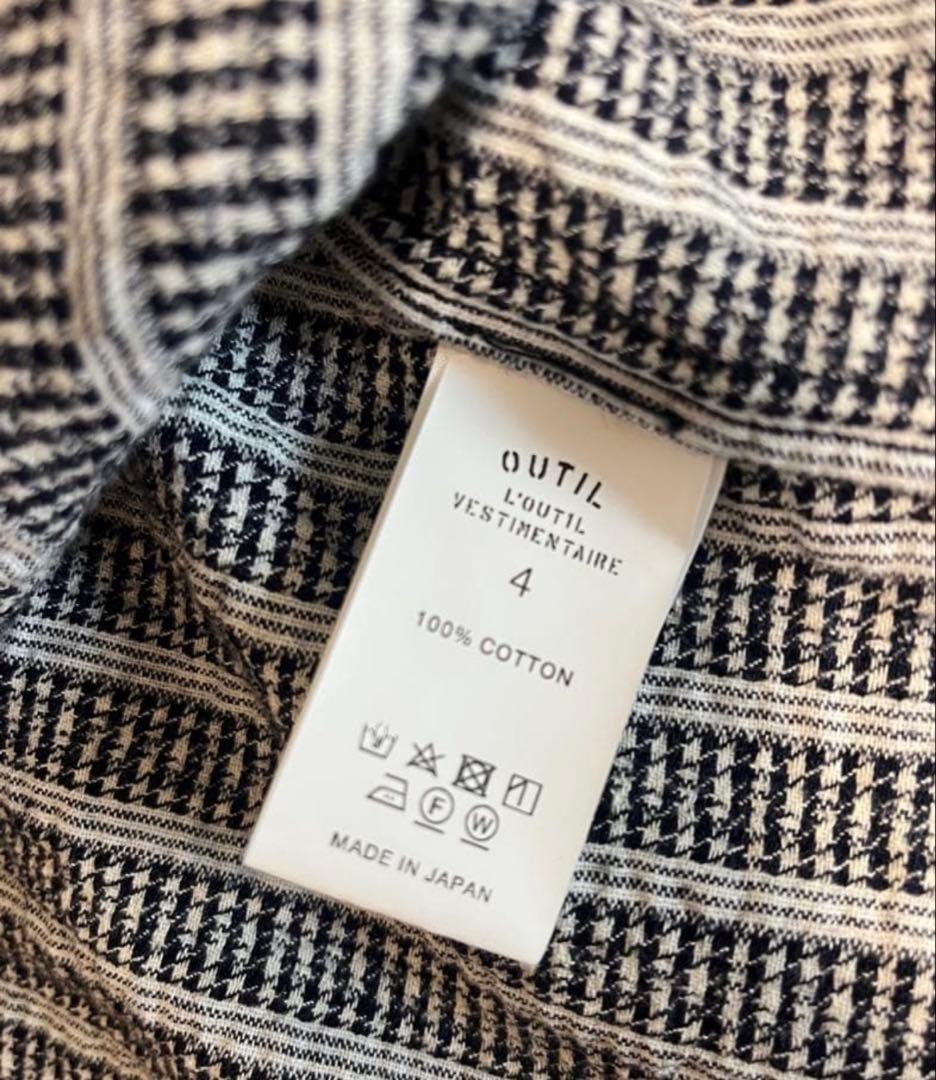 OUTIL
L'OUTIL
VESTIMENTAIRE
4
100% COTTON
F W
MADE IN JAPAN